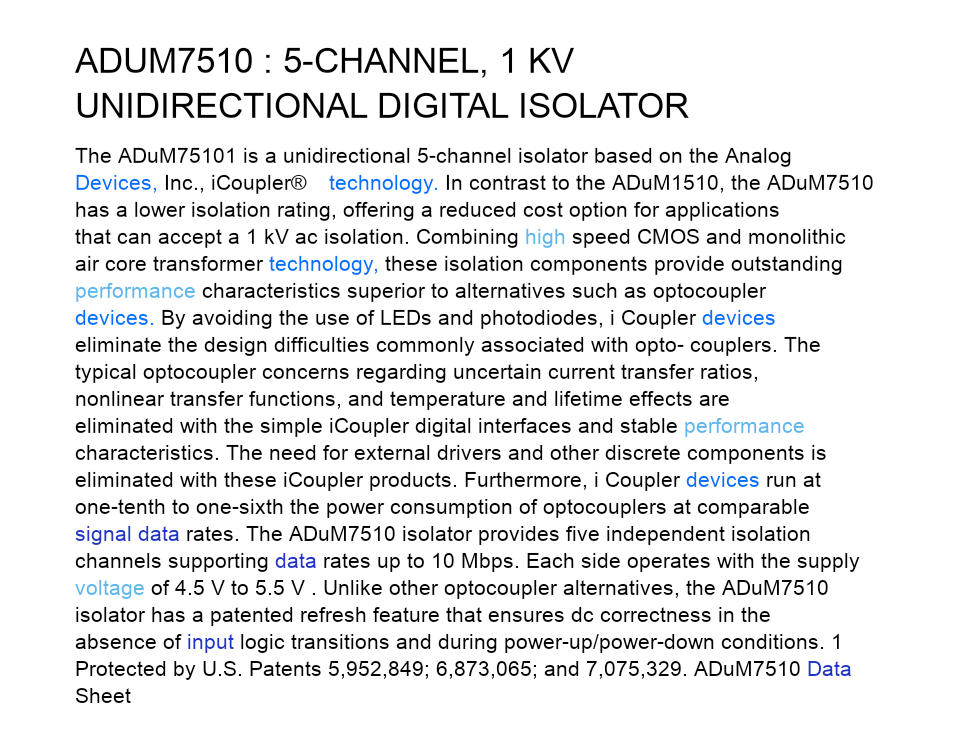 ADUM7510 : 5-CHANNEL, 1 KV
UNIDIRECTIONAL DIGITAL ISOLATOR
The ADuM75101 is a unidirectional 5-channel isolator based on the Analog
Devices, Inc., iCoupler® technology. In contrast to the ADuM1510, the ADuM7510
has a lower isolation rating, offering a reduced cost option for applications
that can accept a 1 kV ac isolation. Combining high speed CMOS and monolithic
air core transformer technology, these isolation components provide outstanding
performance characteristics superior to alternatives such as optocoupler
devices. By avoiding the use of LEDs and photodiodes, i Coupler devices
eliminate the design difficulties commonly associated with opto- couplers. The
typical optocoupler concerns regarding uncertain current transfer ratios,
nonlinear transfer functions, and temperature and lifetime effects are
eliminated with the simple iCoupler digital interfaces and stable performance
characteristics. The need for external drivers and other discrete components is
eliminated with these iCoupler products. Furthermore, i Coupler devices run at
one-tenth to one-sixth the power consumption of optocouplers at comparable
signal data rates. The ADuM7510 isolator provides five independent isolation
channels supporting data rates up to 10 Mbps. Each side operates with the supply
voltage of 4.5 V to 5.5 V . Unlike other optocoupler alternatives, the ADuM7510
isolator has a patented refresh feature that ensures dc correctness in the
absence of input logic transitions and during power-up/power-down conditions. 1
Protected by U.S. Patents 5,952,849; 6,873,065; and 7,075,329. ADuM7510 Data
Sheet